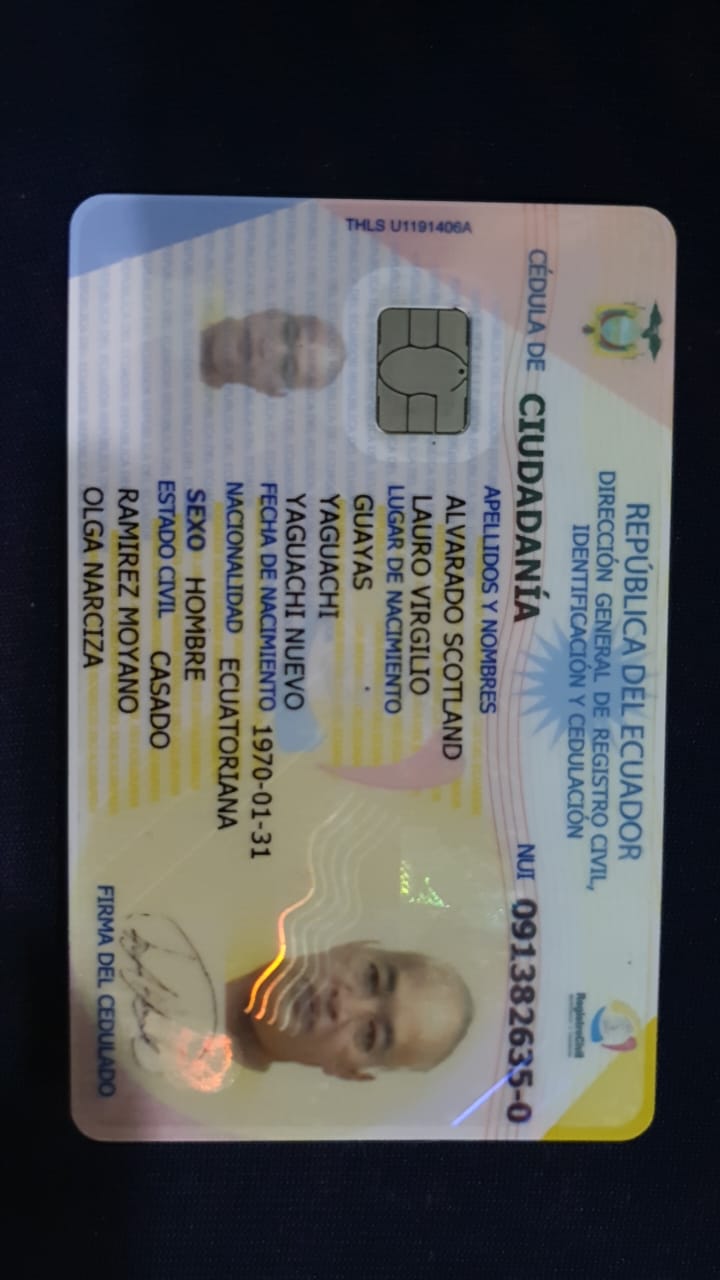 REPÚBLICA DEL ECUADOR
DIRECCIÓN GENERAL DE REGISTRO CIVIL,
IDENTIFICACIÓN Y CEDULACIÓN
RegistroCivil
CÉDULA DE CIUDADANÍA
NUI 091382635-0
THLS U1191406A
APELLIDOS Y NOMBRES
ALVARADO SCOTLAND
LAURO VIRGILIO
LUGAR DE NACIMIENTO
GUAYAS
YAGUACHI
YAGUACHI NUEVO
FECHA DE NACIMIENTO 1970-01-31
NACIONALIDAD ECUATORIANA
SEXO HOMBRE
ESTADO CIVIL CASADO
RAMIREZ MOYANO
OLGA NARCIZA
FIRMA DEL CEDULADO